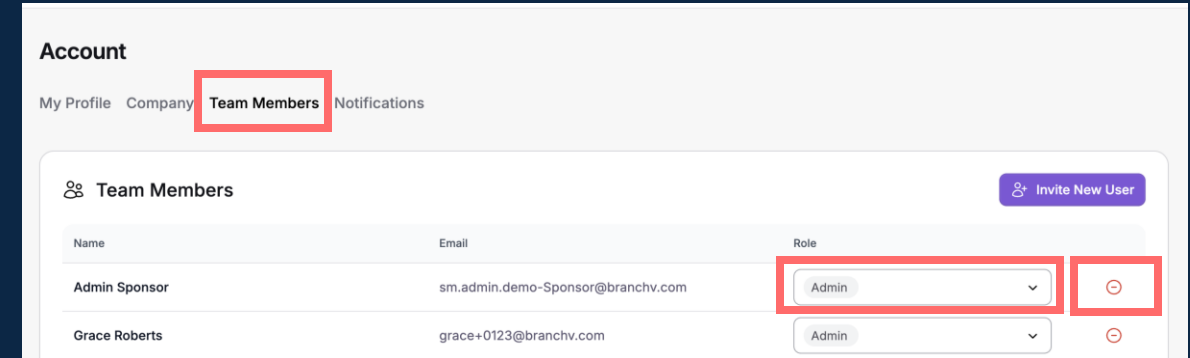 Account
My Profile Company Team Members Notifications
Team Members
Invite New User
Name Email Role
Admin Sponsor sm.admin.demo-Sponsor@branchv.com Admin
Grace Roberts grace+0123@branchv.com Admin